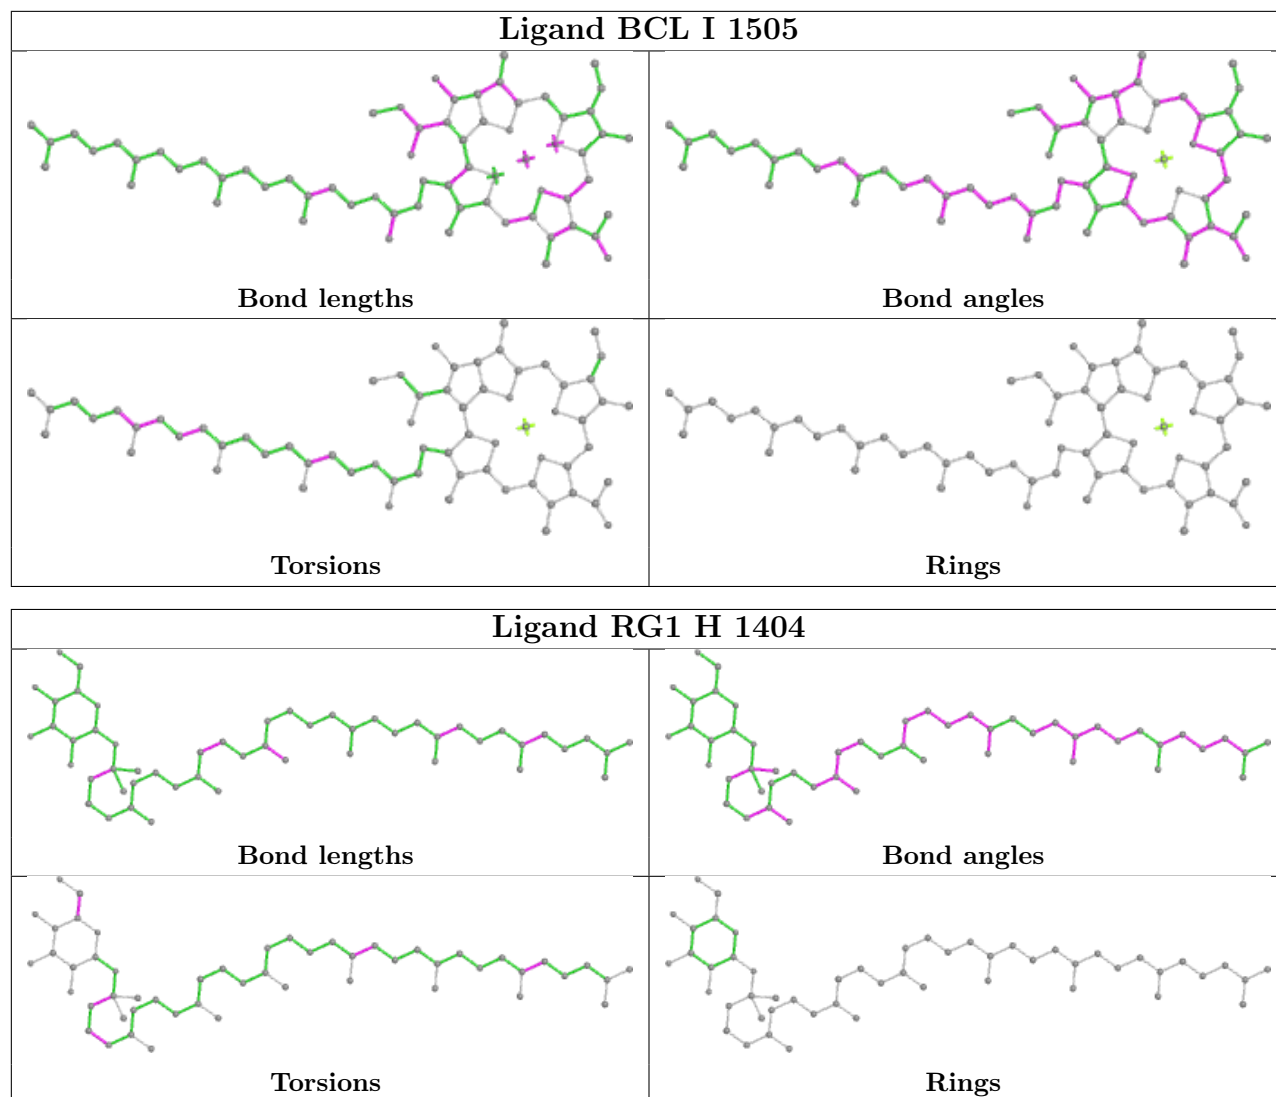 Ligand BCL I 1505
Bond lengths
Bond angles
Torsions
Rings
Ligand RG1 H 1404
Bond lengths
Bond angles
Torsions
Rings